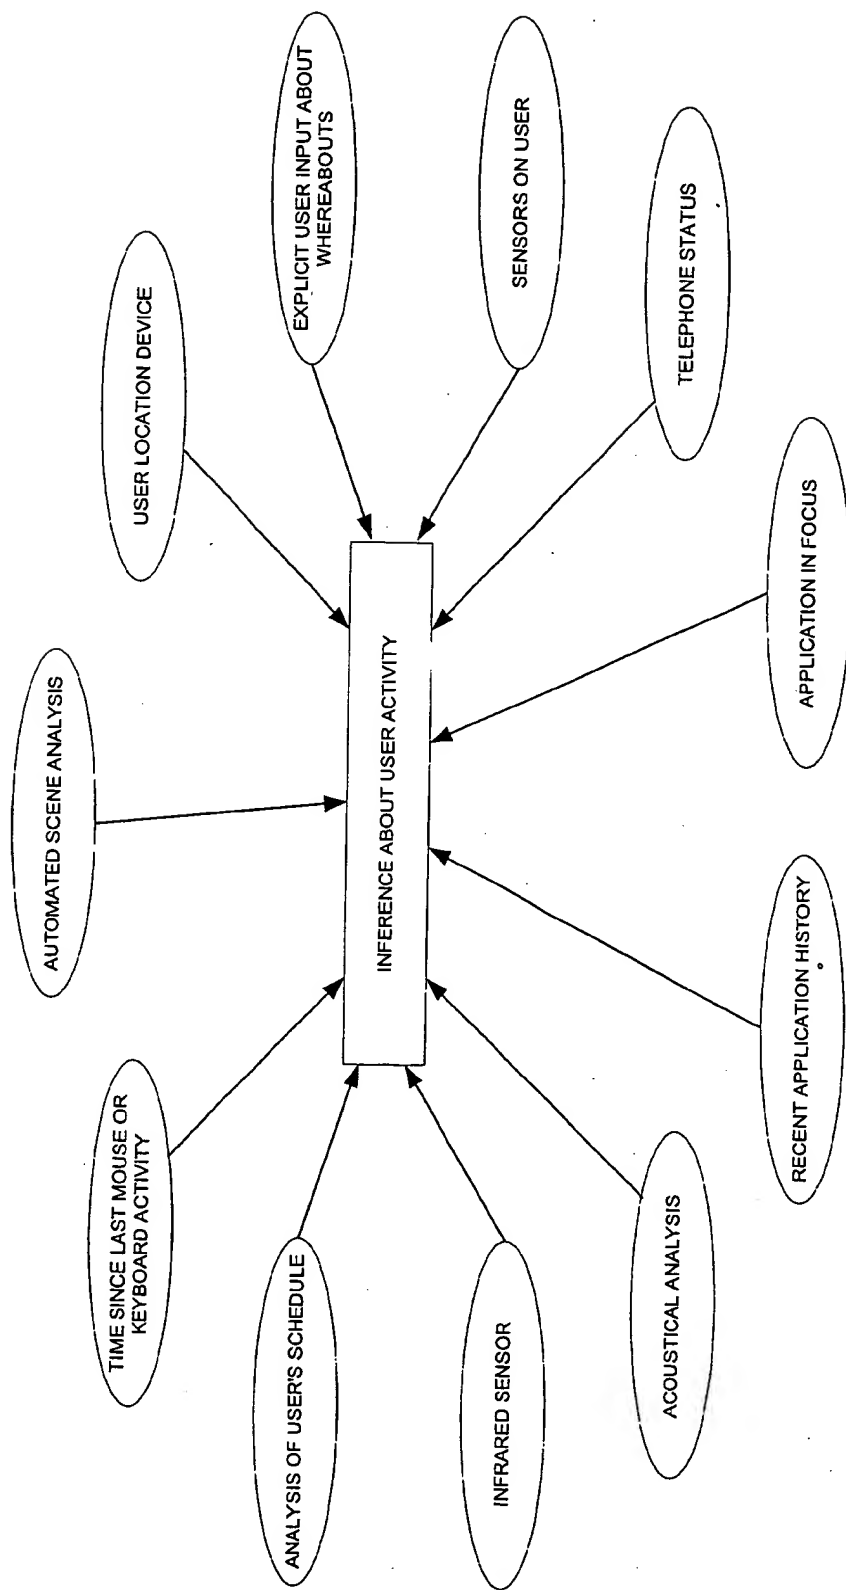 AUTOMATED SCENE ANALYSIS
TIME SINCE LAST MOUSE OR
KEYBOARD ACTIVITY
USER LOCATION DEVICE
ANALYSIS OF USER'S SCHEDULE
EXPLICIT USER INPUT ABOUT
WHEREABOUTS
INFERENCE ABOUT USER ACTIVITY
INFRARED SENSOR
SENSORS ON USER
ACOUSTICAL ANALYSIS
TELEPHONE STATUS
RECENT APPLICATION HISTORY
APPLICATION IN FOCUS